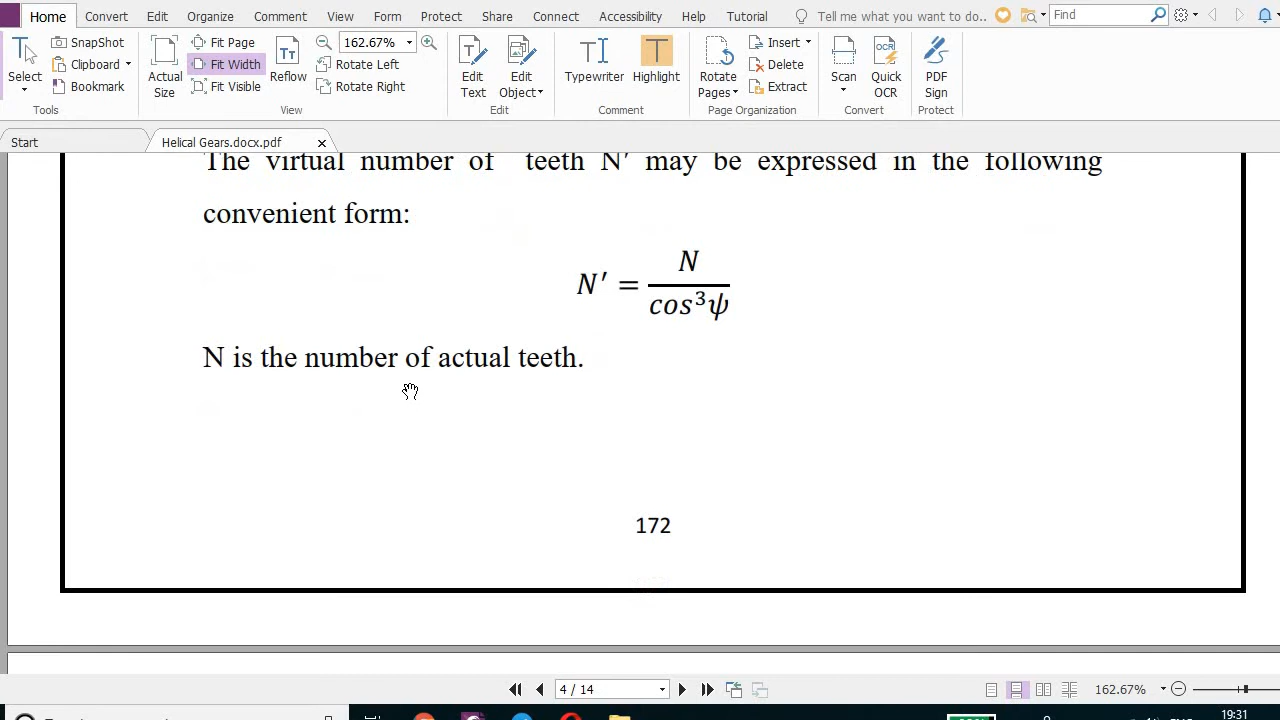 Home Convert Edit Organize Comment View Form Protect Share Connect Accessibility Help Tutorial Tell me what you want to do.. Find
SnapShot Fit Page 162.67% Insert
Select Clipboard Actual Size Fit Width Reflow Rotate Left Edit Text Edit Object Typewriter Highlight Rotate Pages Delete Scan Quick OCR PDF Sign
Bookmark Fit Visible Rotate Right Extract
Tools View Edit Comment Page Organization Convert Protect
Start Helical Gears.docx.pdf
The virtual number of teeth N′ may be expressed in the following
convenient form:
N′ = N / cos³ψ
N is the number of actual teeth.
172
4 / 14 162.67%
19:31